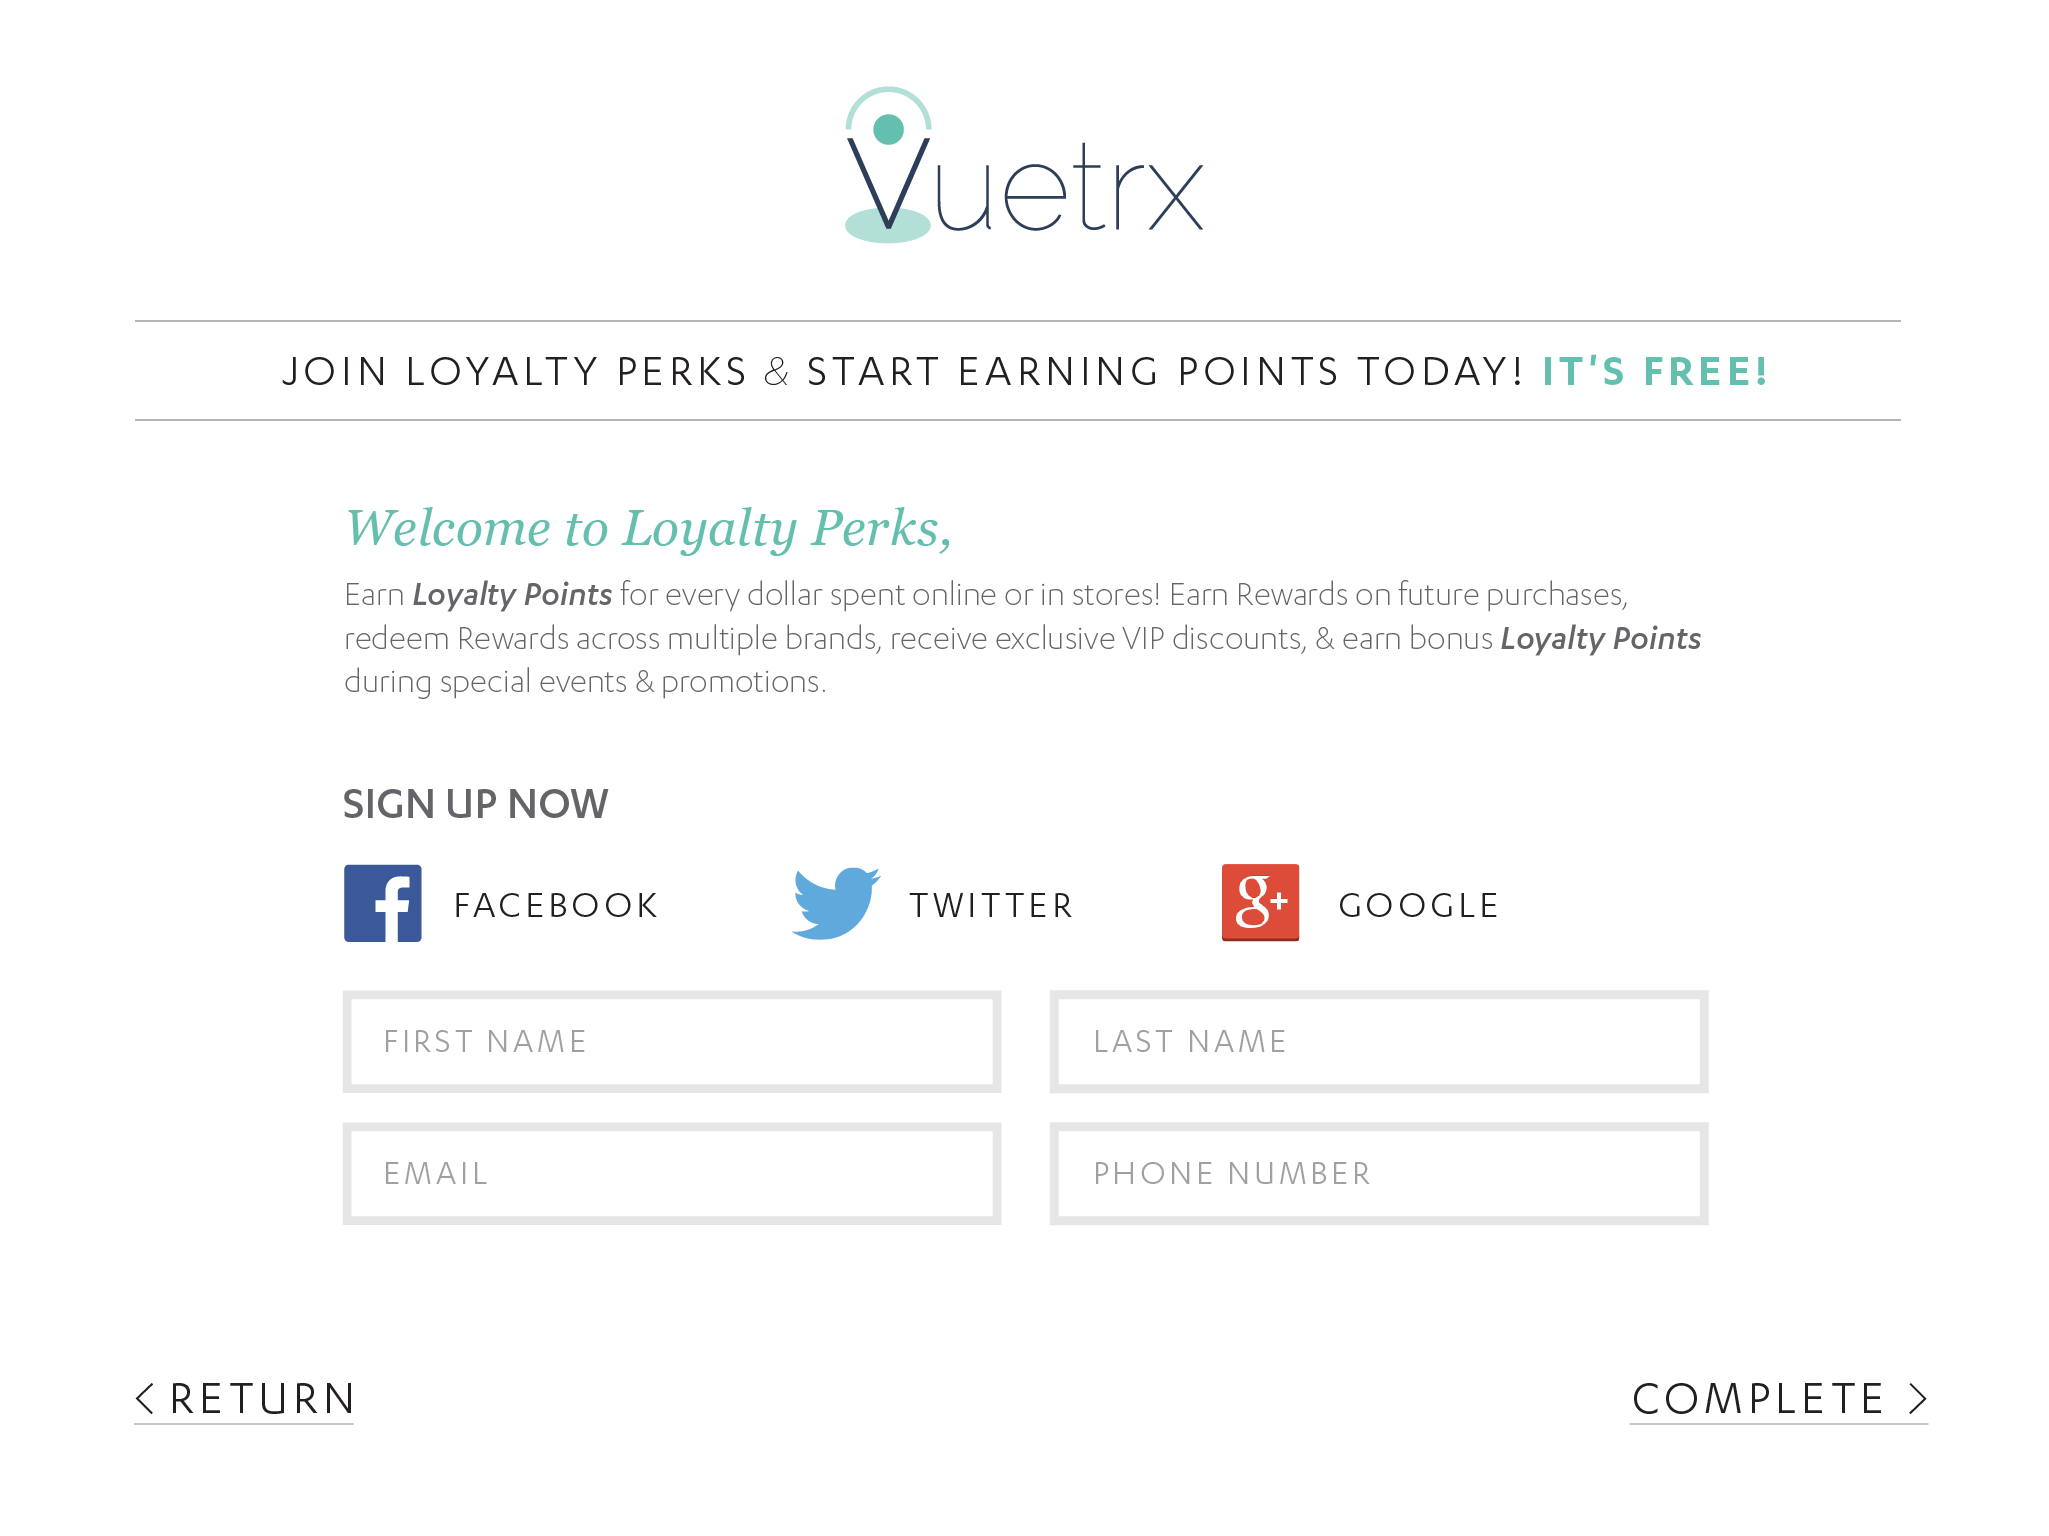 Vuetrx
JOIN LOYALTY PERKS & START EARNING POINTS TODAY! IT'S FREE!
Welcome to Loyalty Perks,
Earn Loyalty Points for every dollar spent online or in stores! Earn Rewards on future purchases,
redeem Rewards across multiple brands, receive exclusive VIP discounts, & earn bonus Loyalty Points
during special events & promotions.
SIGN UP NOW
f FACEBOOK TWITTER g+ GOOGLE
FIRST NAME LAST NAME
EMAIL PHONE NUMBER
< RETURN COMPLETE >